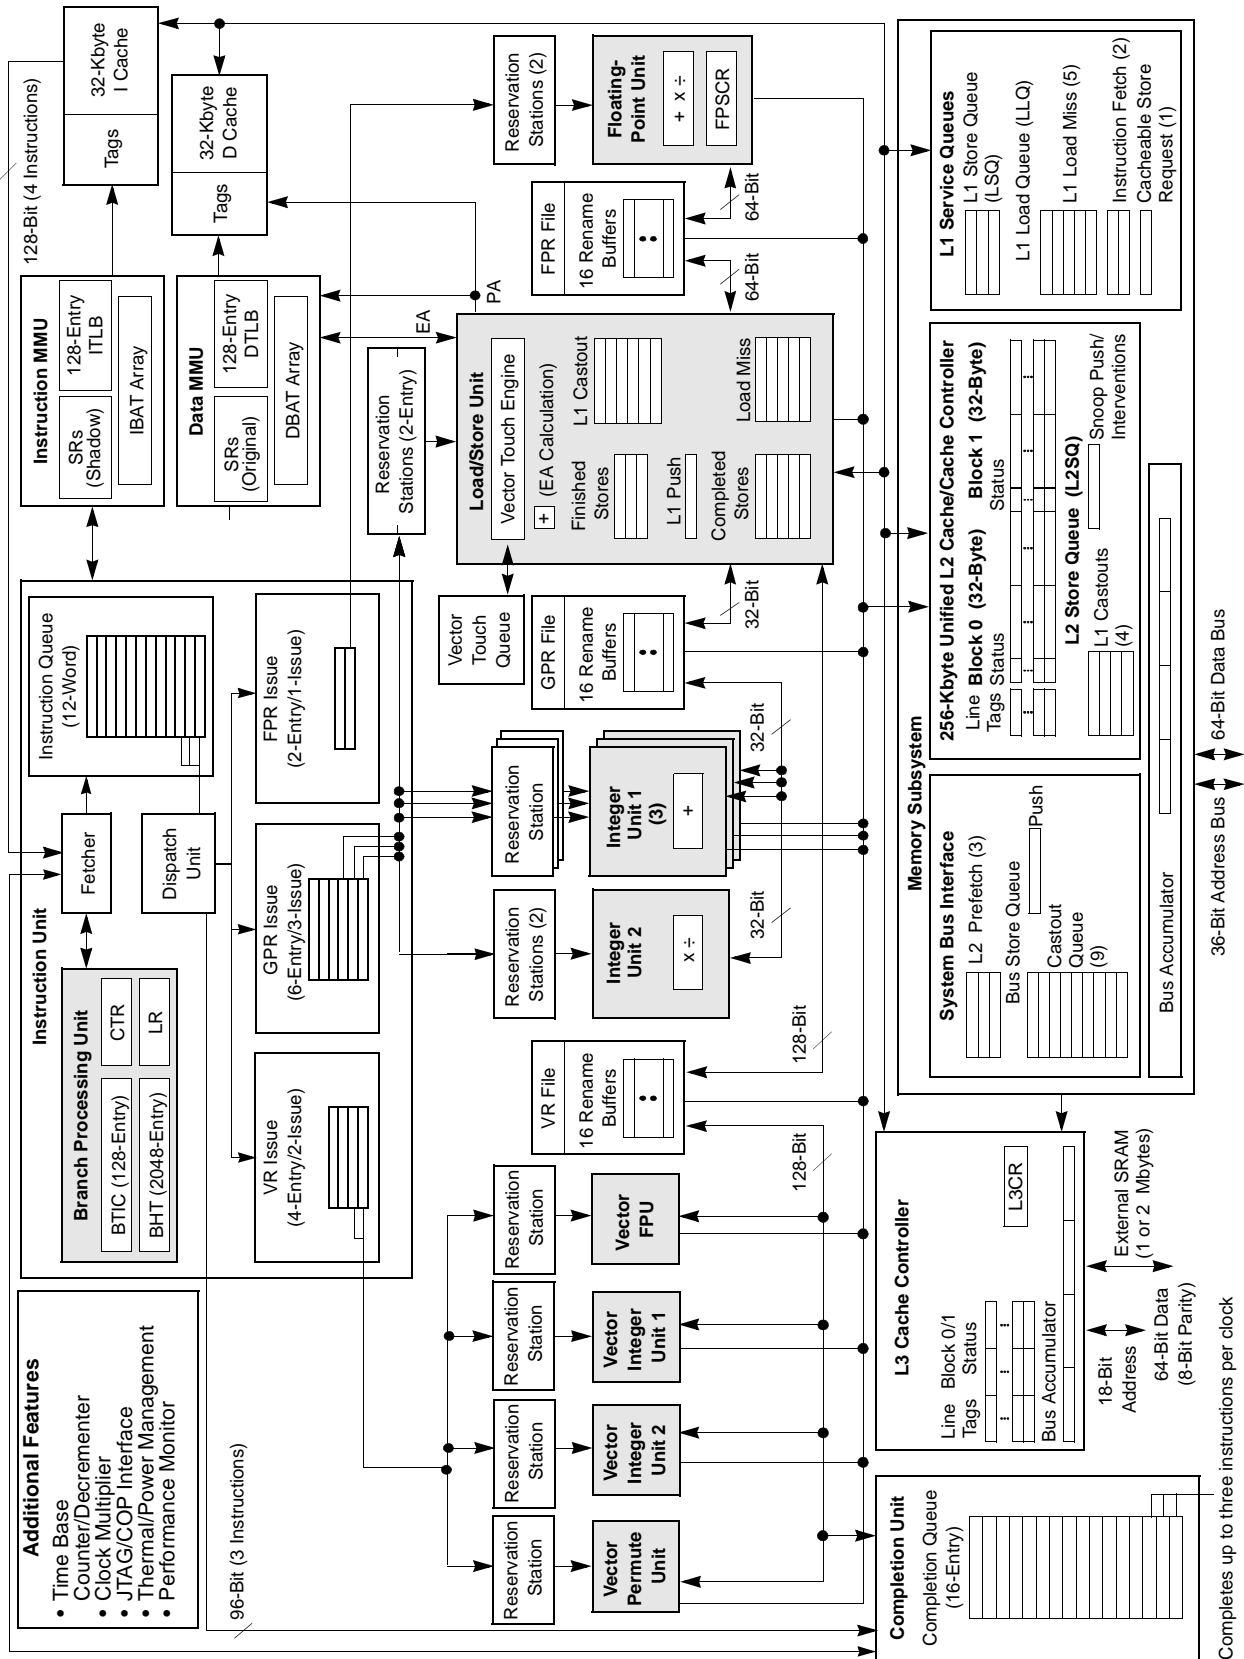 Additional Features
• Time Base
Counter/Decrementer
• Clock Multiplier
• JTAG/COP Interface
• Thermal/Power Management
• Performance Monitor
96-Bit (3 Instructions)
Instruction Unit
Branch Processing Unit
BTIC (128-Entry)
CTR
BHT (2048-Entry)
LR
Fetcher
Dispatch
Unit
Instruction Queue
(12-Word)
VR Issue
(4-Entry/2-Issue)
GPR Issue
(6-Entry/3-Issue)
FPR Issue
(2-Entry/1-Issue)
128-Bit (4 Instructions)
Instruction MMU
SRs
(Shadow)
128-Entry
ITLB
IBAT Array
Tags
32-Kbyte
I Cache
Data MMU
SRs
(Original)
128-Entry
DTLB
DBAT Array
Tags
32-Kbyte
D Cache
EA
PA
Reservation
Station
Reservation
Station
Reservation
Station
Reservation
Station
Vector
Permute
Unit
Vector
Integer
Unit 2
Vector
Integer
Unit 1
Vector
FPU
VR File
16 Rename
Buffers
128-Bit
128-Bit
Reservation
Stations (2)
Integer
Unit 2
x ÷
Reservation
Station
Integer
Unit 1
(3)
+
32-Bit
32-Bit
Vector
Touch
Queue
GPR File
16 Rename
Buffers
32-Bit
Reservation
Stations (2-Entry)
Load/Store Unit
Vector Touch Engine
+
(EA Calculation)
Finished
Stores
L1 Castout
L1 Push
Completed
Stores
Load Miss
FPR File
16 Rename
Buffers
64-Bit
64-Bit
Reservation
Stations (2)
Floating-
Point Unit
+ x ÷
FPSCR
Completion Unit
Completion Queue
(16-Entry)
Completes up to three instructions per clock
L3 Cache Controller
Line
Tags
Block 0/1
Status
L3CR
Bus Accumulator
18-Bit
Address
64-Bit Data
(8-Bit Parity)
External SRAM
(1 or 2 Mbytes)
Memory Subsystem
System Bus Interface
L2 Prefetch (3)
Bus Store Queue
Castout
Queue
(9)
Push
Bus Accumulator
256-Kbyte Unified L2 Cache/Cache Controller
Line
Tags
Block 0 (32-Byte)
Status
Block 1 (32-Byte)
Status
L2 Store Queue (L2SQ)
L1 Castouts
(4)
Snoop Push/
Interventions
L1 Service Queues
L1 Store Queue
(LSQ)
L1 Load Queue (LLQ)
L1 Load Miss (5)
Instruction Fetch (2)
Cacheable Store
Request (1)
36-Bit Address Bus
64-Bit Data Bus